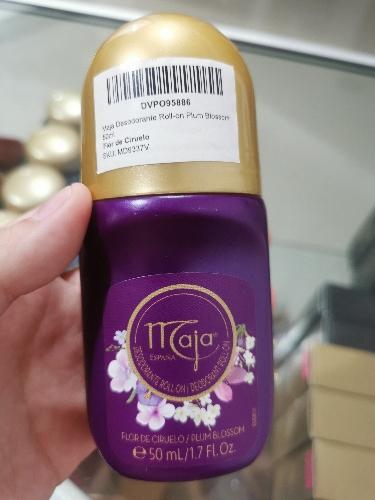 DVPO95886
Maja Desodorante Roll-on Plum Blossom
50ml
Flor de Ciruelo
SKU: MD9337V
Maja
ESPAÑA
DESODORANTE ROLL-ON | DEODORANT ROLL-ON
FLOR DE CIRUELO / PLUM BLOSSOM
℮ 50 mL/1.7 Fl. Oz.